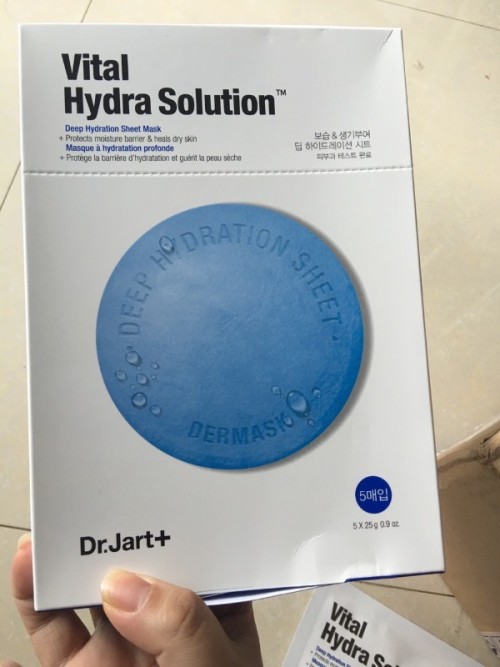 Vital
Hydra Solution™
Deep Hydration Sheet Mask
+ Protects moisture barrier & heals dry skin
Masque à hydratation profonde
+ Protège la barrière d'hydratation et guérit la peau sèche
보습 & 생기부여
딥 하이드레이션 시트
피부과 테스트 완료
DEEP HYDRATION SHEET
DERMASK
5매입
5 X 25g 0.9 oz.
Dr.Jart+
Vital
Hydra
Deep Hydration
+ Protects